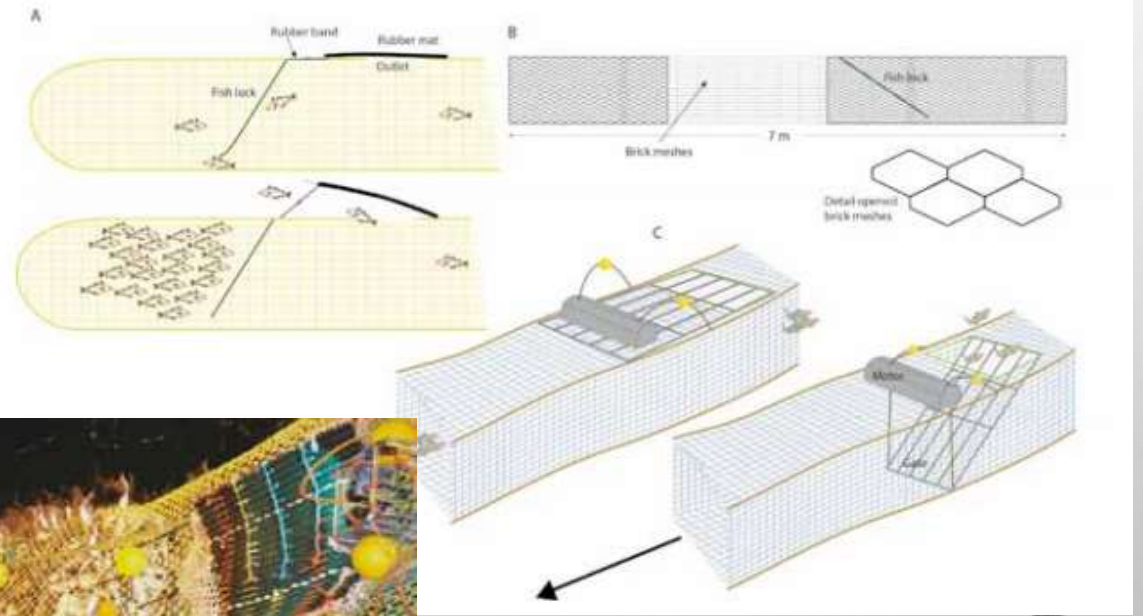 A
Rubber band
Rubber mat
Outlet
Fish lock
B
Fish lock
7 m
Brick meshes
Detail opened
brick meshes
C
Motor
Gate